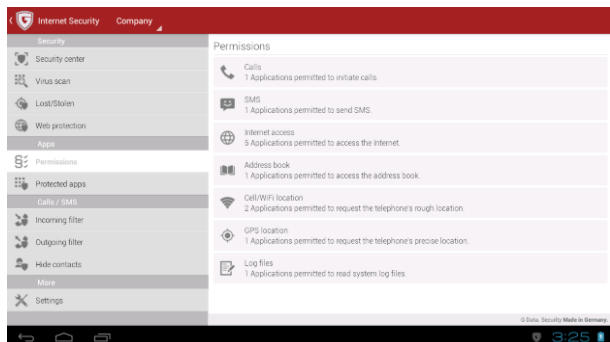 Internet Security Company
Security
Security center
Virus scan
Lost/Stolen
Web protection
Apps
Permissions
Protected apps
Calls / SMS
Incoming filter
Outgoing filter
Hide contacts
More
Settings
Permissions
Calls
1 Applications permitted to initiate calls.
SMS
1 Applications permitted to send SMS.
Internet access
5 Applications permitted to access the Internet.
Address book
1 Applications permitted to access the address book.
Cell/WiFi location
2 Applications permitted to request the telephone's rough location.
GPS location
1 Applications permitted to request the telephone's precise location.
Log files
1 Applications permitted to read system log files.
G Data. Security Made in Germany.
3:25